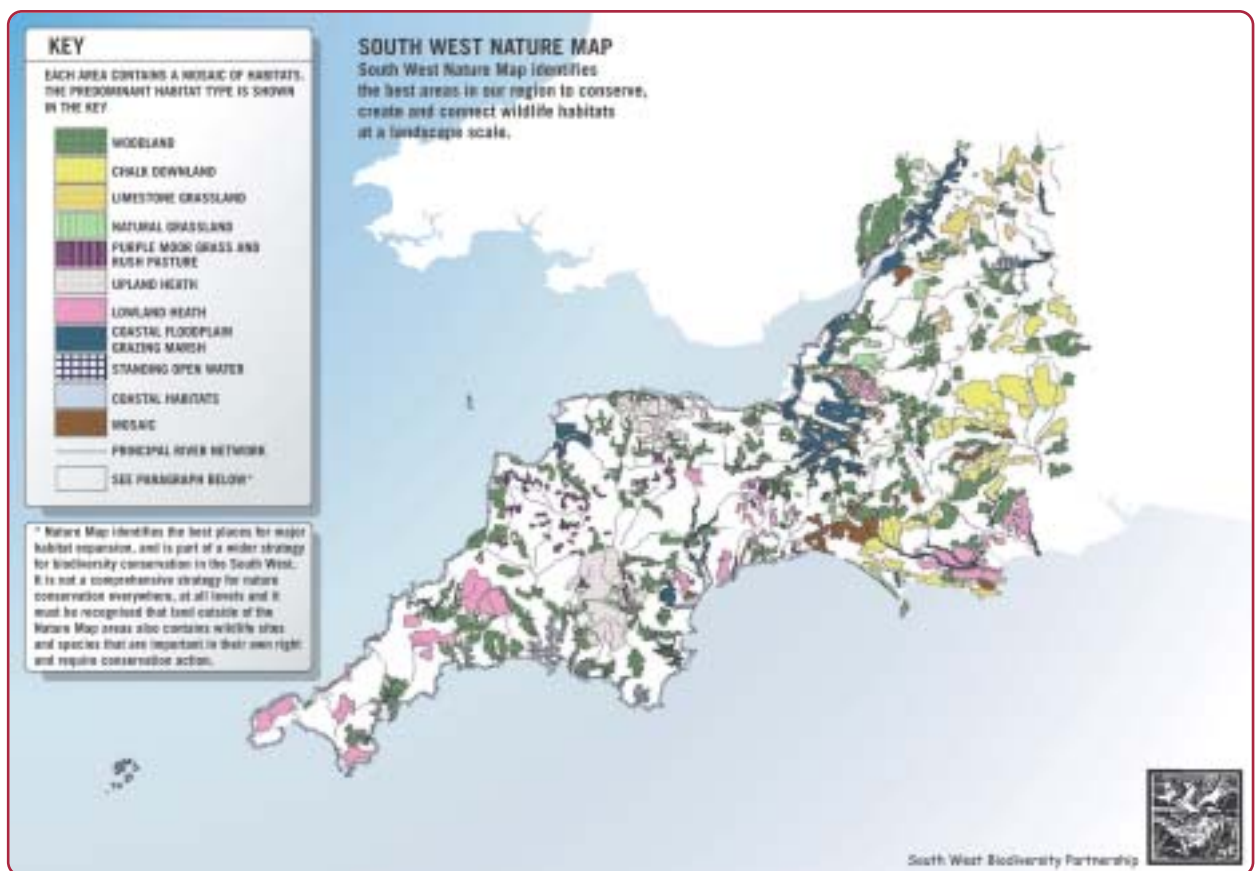 KEY
EACH AREA CONTAINS A MOSAIC OF HABITATS.
THE PREDOMINANT HABITAT TYPE IS SHOWN
IN THE KEY
WOODLAND
CHALK DOWNLAND
LIMESTONE GRASSLAND
NATURAL GRASSLAND
PURPLE MOOR GRASS AND
RUSH PASTURE
UPLAND HEATH
LOWLAND HEATH
COASTAL FLOODPLAIN
GRAZING MARSH
STANDING OPEN WATER
COASTAL HABITATS
MOSAIC
PRINCIPAL RIVER NETWORK
SEE PARAGRAPH BELOW*
* Nature Map identifies the best places for major
habitat expansion, and is part of a wider strategy
for biodiversity conservation in the South West.
It is not a comprehensive strategy for nature
conservation everywhere, at all levels and it
must be recognised that land outside of the
Nature Map areas also contains wildlife sites
and species that are important in their own right
and require conservation action.
SOUTH WEST NATURE MAP
South West Nature Map identifies
the best areas in our region to conserve,
create and connect wildlife habitats
at a landscape scale.
South West Biodiversity Partnership